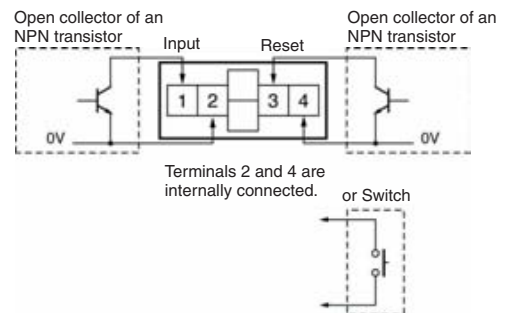 Open collector of an
NPN transistor
Open collector of an
NPN transistor
Input
Reset
1 2 3 4
0V
0V
Terminals 2 and 4 are
internally connected.
or Switch